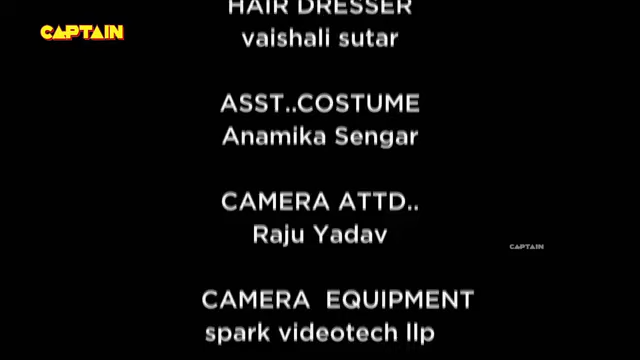 HAIR DRESSER
CAPTAIN
vaishali sutar
ASST..COSTUME
Anamika Sengar
CAMERA ATTD..
Raju Yadav
CAPTAIN
CAMERA EQUIPMENT
spark videotech llp